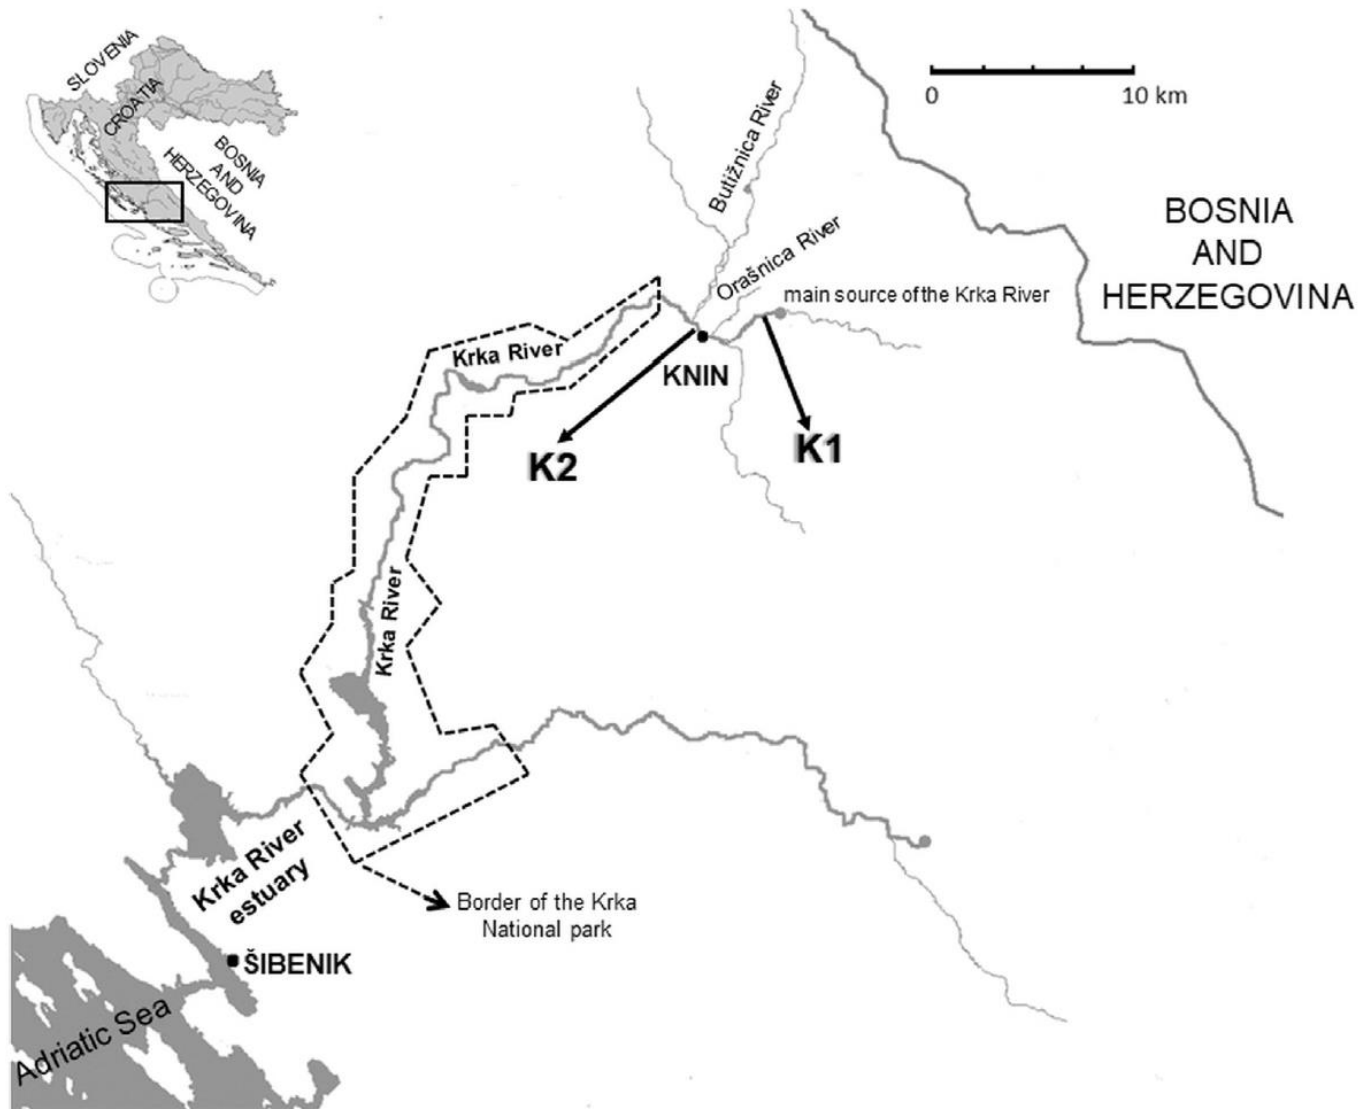 SLOVENIA
CROATIA
BOSNIA
AND
HERZEGOVINA
0 10 km
Butižnica River
Orašnica River
main source of the Krka River
BOSNIA
AND
HERZEGOVINA
Krka River
KNIN
K2
K1
Krka River
Krka River
estuary
Border of the Krka
National park
ŠIBENIK
Adriatic Sea